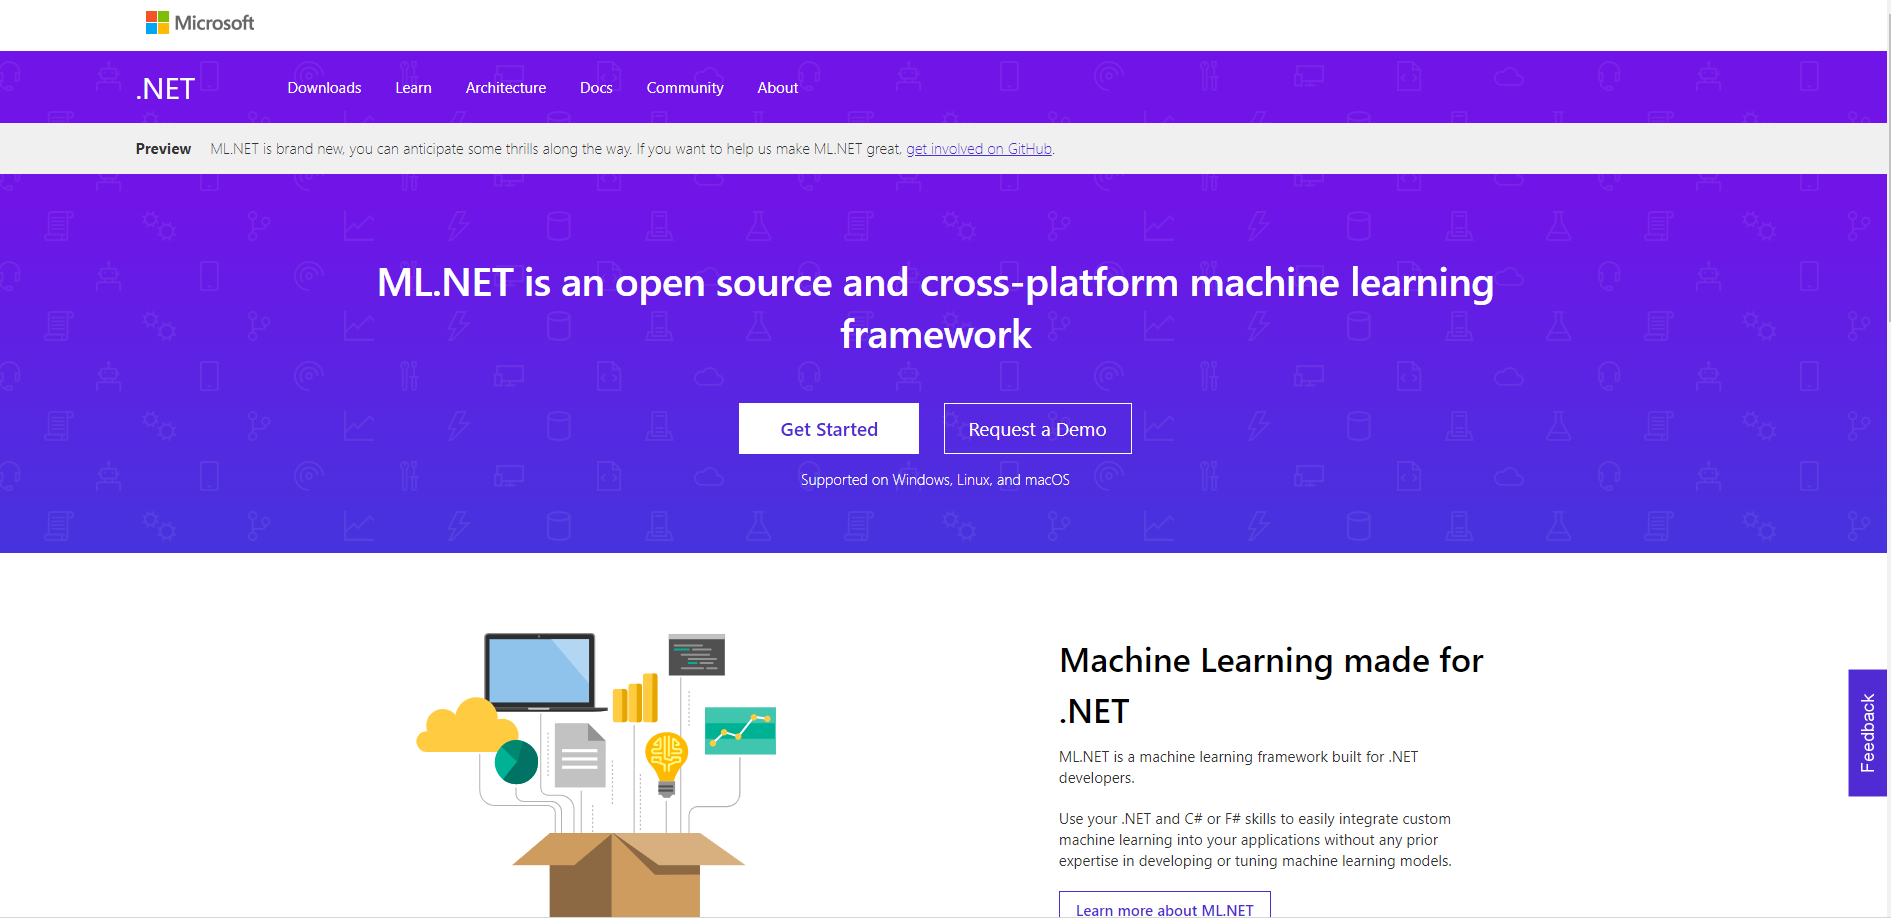 Microsoft
.NET Downloads Learn Architecture Docs Community About
Preview ML.NET is brand new, you can anticipate some thrills along the way. If you want to help us make ML.NET great, get involved on GitHub.
ML.NET is an open source and cross-platform machine learning
framework
Get Started Request a Demo
Supported on Windows, Linux, and macOS
Machine Learning made for
.NET
ML.NET is a machine learning framework built for .NET
developers.
Use your .NET and C# or F# skills to easily integrate custom
machine learning into your applications without any prior
expertise in developing or tuning machine learning models.
Learn more about ML.NET
Feedback